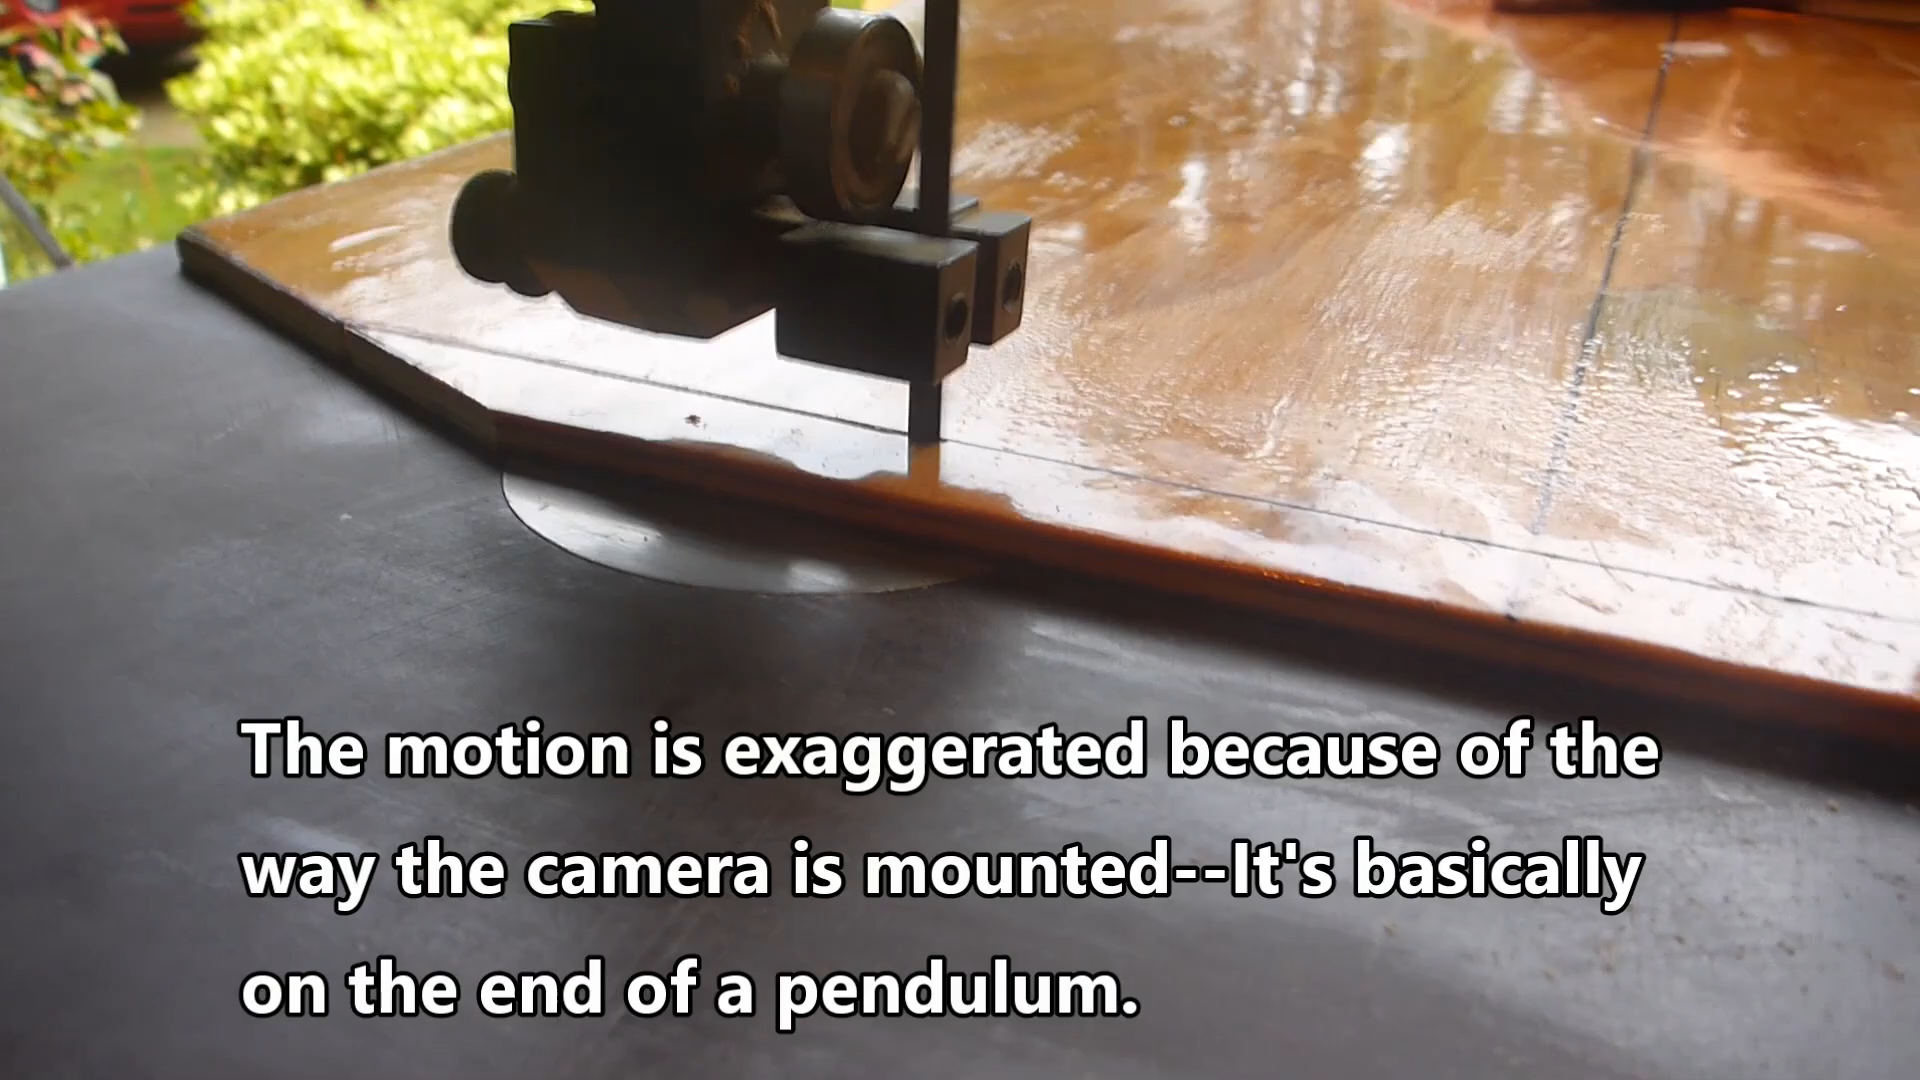 The motion is exaggerated because of the
way the camera is mounted--It's basically
on the end of a pendulum.